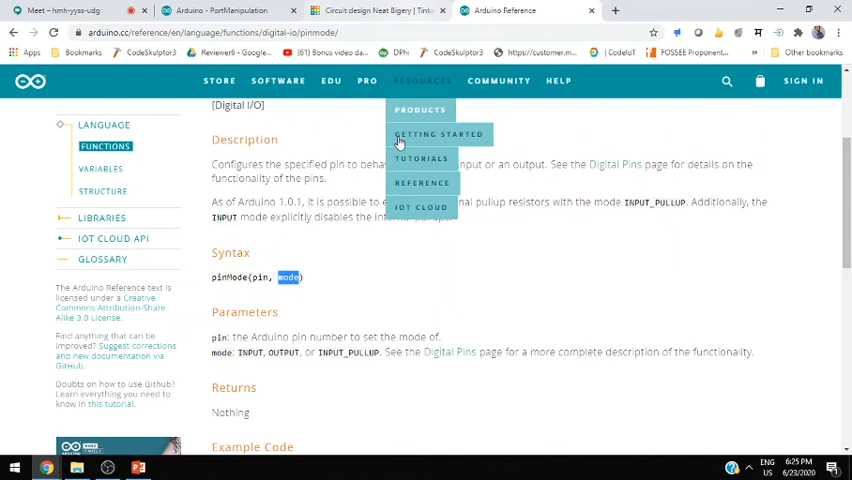 Meet – hmh-yyss-udg
Arduino - PortManipulation
Circuit design Neat Bigery | Tink
Arduino Reference
arduino.cc/reference/en/language/functions/digital-io/pinmode/
Apps
Bookmarks
CodeSkulptor3
Reviewer6 - Google...
(61) Bonus video da...
DPhi
CodeSkulptor3
https://customer.m...
CodeIoT
FOSSEE Proponent...
Other bookmarks
STORE
SOFTWARE
EDU
PRO
RESOURCES
COMMUNITY
HELP
SIGN IN
PRODUCTS
GETTING STARTED
TUTORIALS
REFERENCE
IOT CLOUD
LANGUAGE
FUNCTIONS
VARIABLES
STRUCTURE
LIBRARIES
IOT CLOUD API
GLOSSARY
The Arduino Reference text is
licensed under a Creative
Commons Attribution-Share
Alike 3.0 License.
Find anything that can be
improved? Suggest corrections
and new documentation via
GitHub.
Doubts on how to use Github?
Learn everything you need to
know in this tutorial.
[Digital I/O]
Description
Configures the specified pin to behav input or an output. See the Digital Pins page for details on the
functionality of the pins.
As of Arduino 1.0.1, it is possible to e nal pullup resistors with the mode INPUT_PULLUP. Additionally, the
INPUT mode explicitly disables the
Syntax
pinMode(pin, mode)
Parameters
pin: the Arduino pin number to set the mode of.
mode: INPUT, OUTPUT, or INPUT_PULLUP. See the Digital Pins page for a more complete description of the functionality.
Returns
Nothing
Example Code
ENG
6:25 PM
IN
6/23/2020